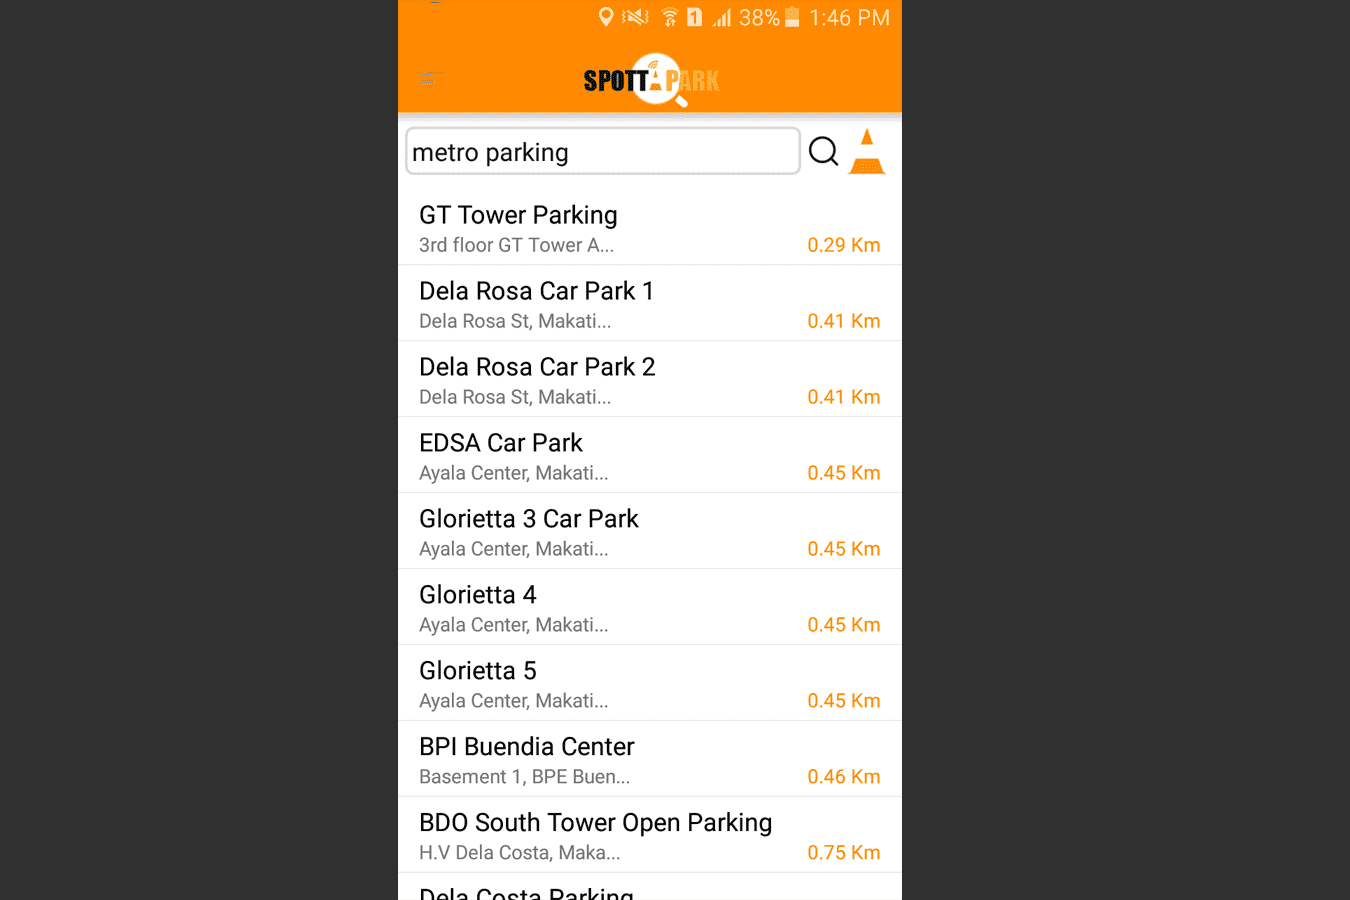 1 38% 1:46 PM
SPOTTAPARK
metro parking
GT Tower Parking
3rd floor GT Tower A...
0.29 Km
Dela Rosa Car Park 1
Dela Rosa St, Makati...
0.41 Km
Dela Rosa Car Park 2
Dela Rosa St, Makati...
0.41 Km
EDSA Car Park
Ayala Center, Makati...
0.45 Km
Glorietta 3 Car Park
Ayala Center, Makati...
0.45 Km
Glorietta 4
Ayala Center, Makati...
0.45 Km
Glorietta 5
Ayala Center, Makati...
0.45 Km
BPI Buendia Center
Basement 1, BPE Buen...
0.46 Km
BDO South Tower Open Parking
H.V Dela Costa, Maka...
0.75 Km
Dela Costa Parking